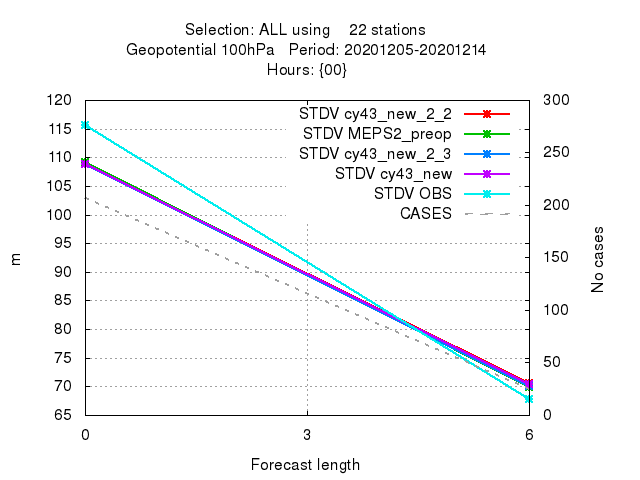 Selection: ALL using 22 stations
Geopotential 100hPa Period: 20201205-20201214
Hours: {00}
120
115
110
105
100
95
90
85
80
75
70
65
m
STDV cy43_new_2_2
STDV MEPS2_preop
STDV cy43_new_2_3
STDV cy43_new
STDV OBS
CASES
300
250
200
150
100
50
0
No cases
0 3 6
Forecast length